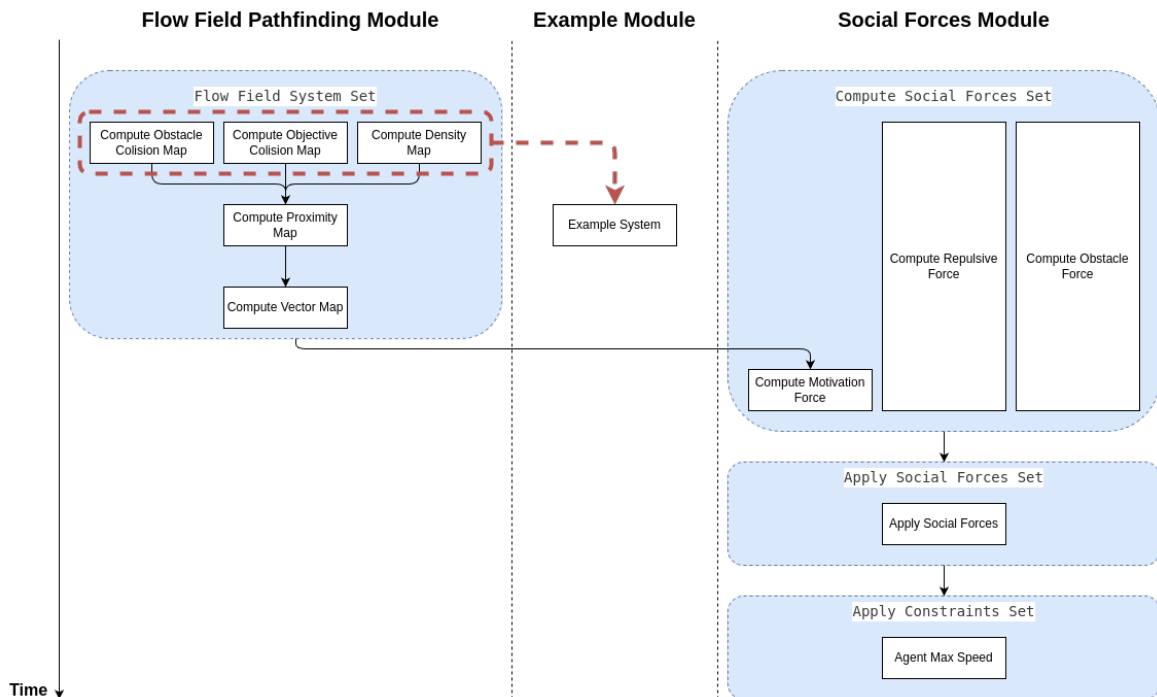 Flow Field Pathfinding Module
Example Module
Social Forces Module
Flow Field System Set
Compute Obstacle
Colision Map
Compute Objective
Colision Map
Compute Density
Map
Compute Proximity
Map
Compute Vector Map
Example System
Compute Social Forces Set
Compute Repulsive
Force
Compute Obstacle
Force
Compute Motivation
Force
Apply Social Forces Set
Apply Social Forces
Apply Constraints Set
Agent Max Speed
Time